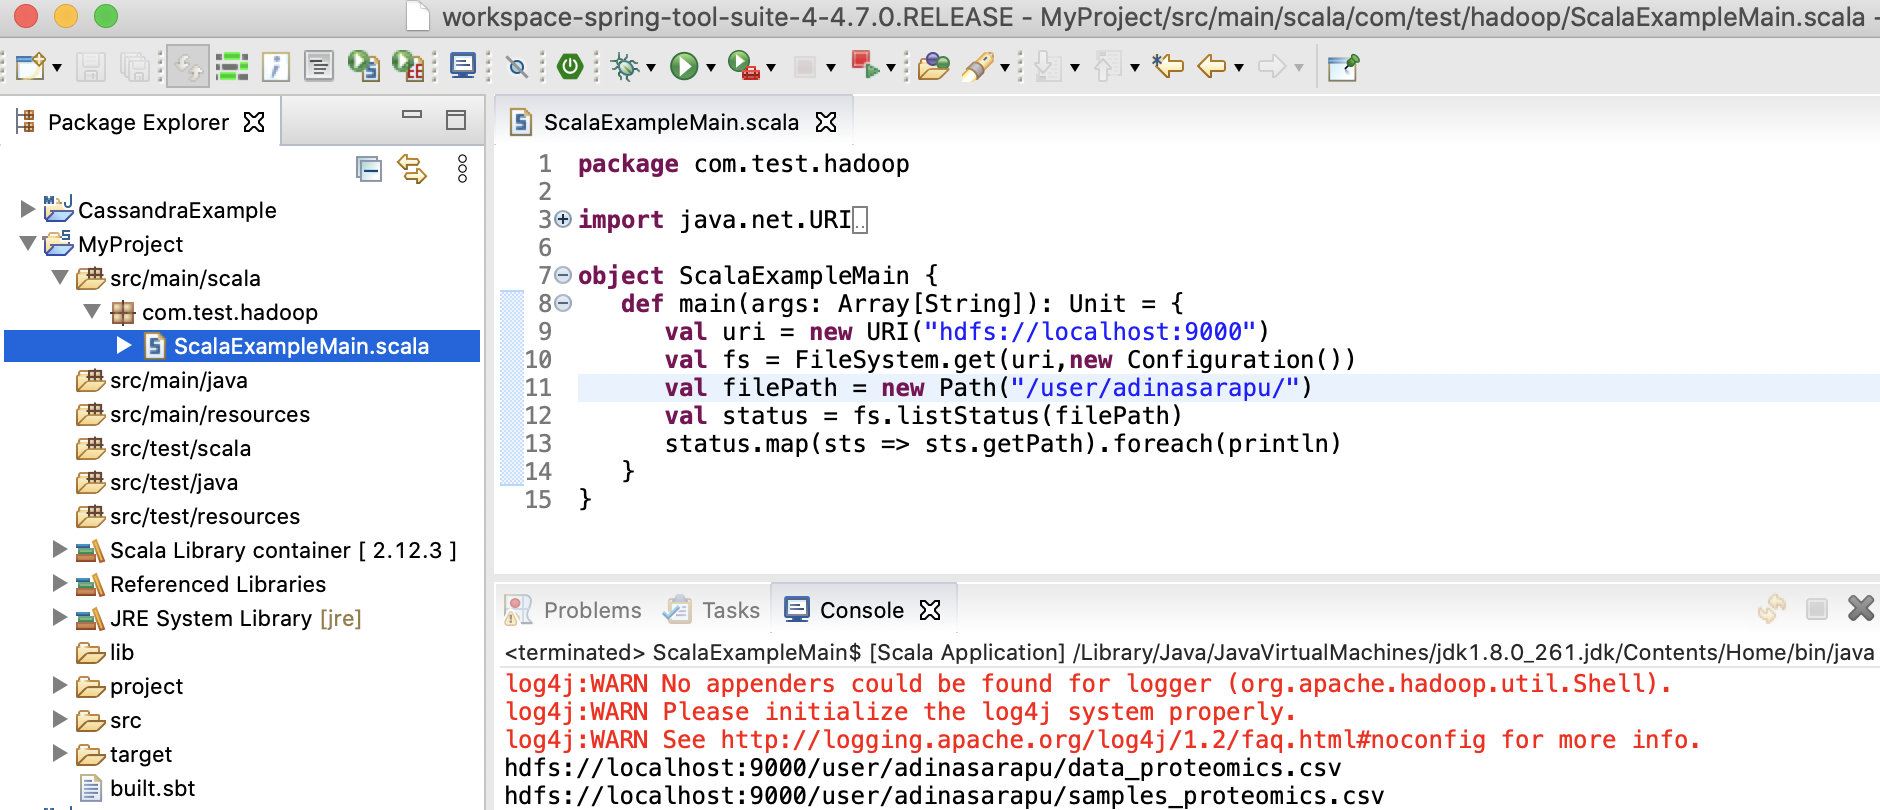 workspace-spring-tool-suite-4-4.7.0.RELEASE - MyProject/src/main/scala/com/test/hadoop/ScalaExampleMain.scala -
Package Explorer
CassandraExample
MyProject
src/main/scala
com.test.hadoop
ScalaExampleMain.scala
src/main/java
src/main/resources
src/test/scala
src/test/java
src/test/resources
Scala Library container [ 2.12.3 ]
Referenced Libraries
JRE System Library [jre]
lib
project
src
target
built.sbt
ScalaExampleMain.scala
1 package com.test.hadoop
2
3 import java.net.URI..
6
7 object ScalaExampleMain {
8 def main(args: Array[String]): Unit = {
9 val uri = new URI("hdfs://localhost:9000")
10 val fs = FileSystem.get(uri,new Configuration())
11 val filePath = new Path("/user/adinasarapu/")
12 val status = fs.listStatus(filePath)
13 status.map(sts => sts.getPath).foreach(println)
14 }
15 }
Problems Tasks Console
<terminated> ScalaExampleMain$ [Scala Application] /Library/Java/JavaVirtualMachines/jdk1.8.0_261.jdk/Contents/Home/bin/java
log4j:WARN No appenders could be found for logger (org.apache.hadoop.util.Shell).
log4j:WARN Please initialize the log4j system properly.
log4j:WARN See http://logging.apache.org/log4j/1.2/faq.html#noconfig for more info.
hdfs://localhost:9000/user/adinasarapu/data_proteomics.csv
hdfs://localhost:9000/user/adinasarapu/samples_proteomics.csv